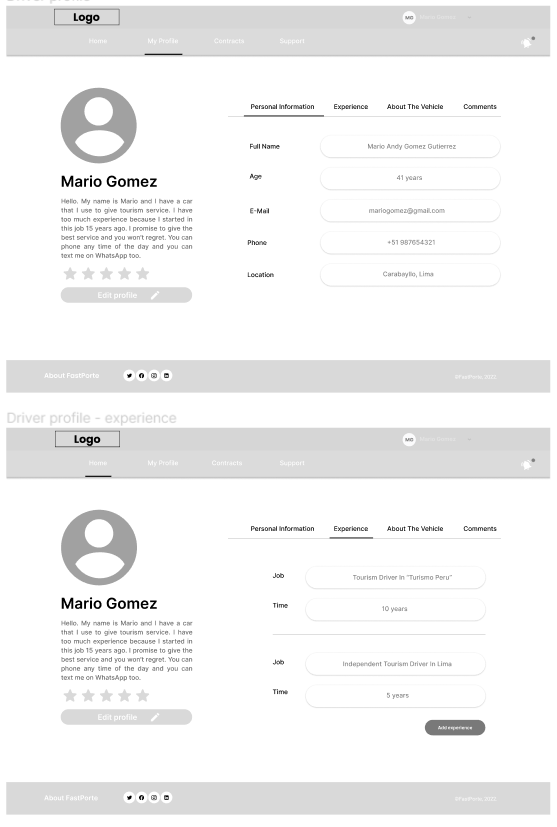 Driver profile
Logo
MG Mario Gomez
Home My Profile Contracts Support
Personal Information Experience About The Vehicle Comments
Full Name Mario Andy Gomez Gutierrez
Age 41 years
E-Mail mariogomez@gmail.com
Phone +51 987654321
Location Carabayllo, Lima
Mario Gomez
Hello. My name is Mario and I have a car
that I use to give tourism service. I have
too much experience because I started in
this job 15 years ago. I promise to give the
best service and you won't regret. You can
phone any time of the day and you can
text me on WhatsApp too.
Edit profile
About FastPorte
©FastPorte, 2022
Driver profile - experience
Logo
MG Mario Gomez
Home My Profile Contracts Support
Personal Information Experience About The Vehicle Comments
Job Tourism Driver In "Turismo Peru"
Time 10 years
Job Independent Tourism Driver In Lima
Time 5 years
Add experience
Mario Gomez
Hello. My name is Mario and I have a car
that I use to give tourism service. I have
too much experience because I started in
this job 15 years ago. I promise to give the
best service and you won't regret. You can
phone any time of the day and you can
text me on WhatsApp too.
Edit profile
About FastPorte
©FastPorte, 2022